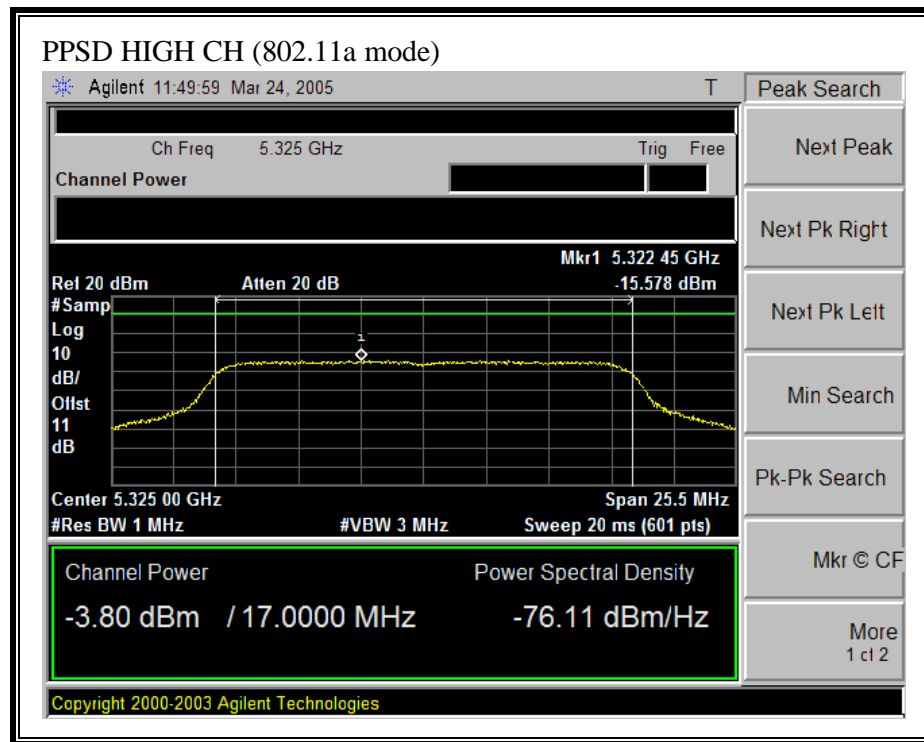 PPSD HIGH CH (802.11a mode)
Agilent 11:49:59 Mar 24, 2005 T
Peak Search
Ch Freq 5.325 GHz Trig Free
Channel Power
Next Peak
Next Pk Right
Mkr1 5.322 45 GHz
Ref 20 dBm Atten 20 dB -15.578 dBm
#Samp
Log
10
dB/
Offst
11
dB
1
Next Pk Left
Min Search
Pk-Pk Search
Center 5.325 00 GHz Span 25.5 MHz
#Res BW 1 MHz #VBW 3 MHz Sweep 20 ms (601 pts)
Channel Power Power Spectral Density
-3.80 dBm / 17.0000 MHz -76.11 dBm/Hz
Mkr © CF
More
1 of 2
Copyright 2000-2003 Agilent Technologies